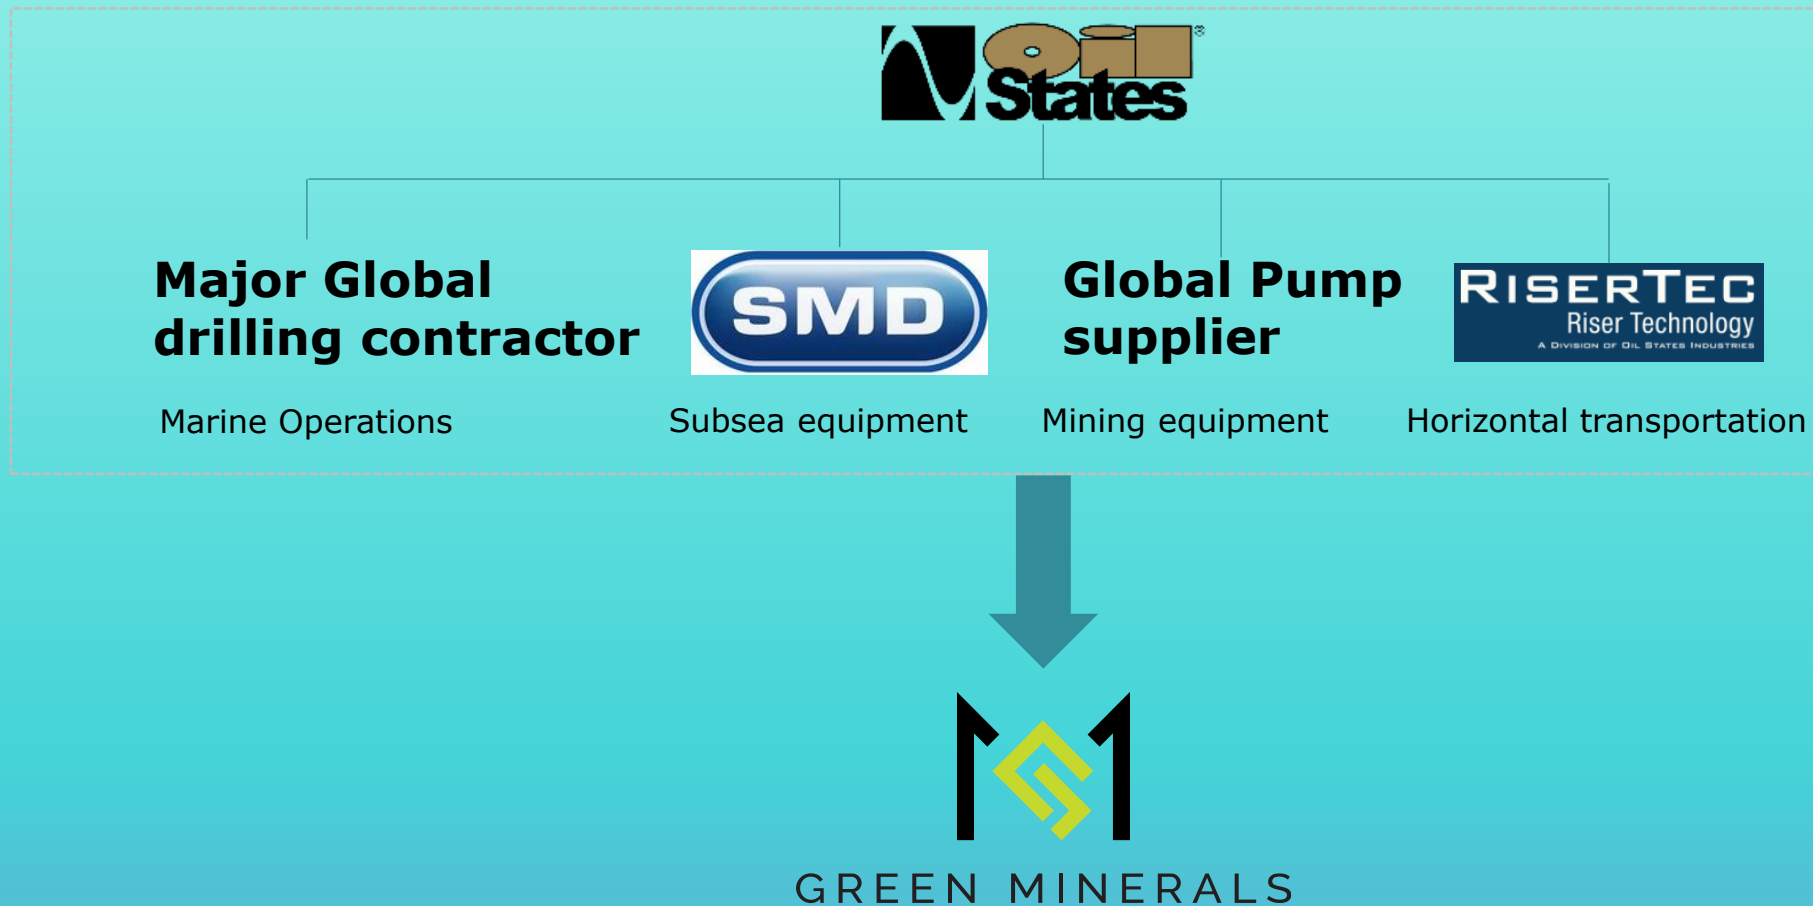 Oil
States®
Major Global
drilling contractor
SMD
Global Pump
supplier
RISERTEC
Riser Technology
A DIVISION OF OIL STATES INDUSTRIES
Marine Operations
Subsea equipment
Mining equipment
Horizontal transportation
GREEN MINERALS